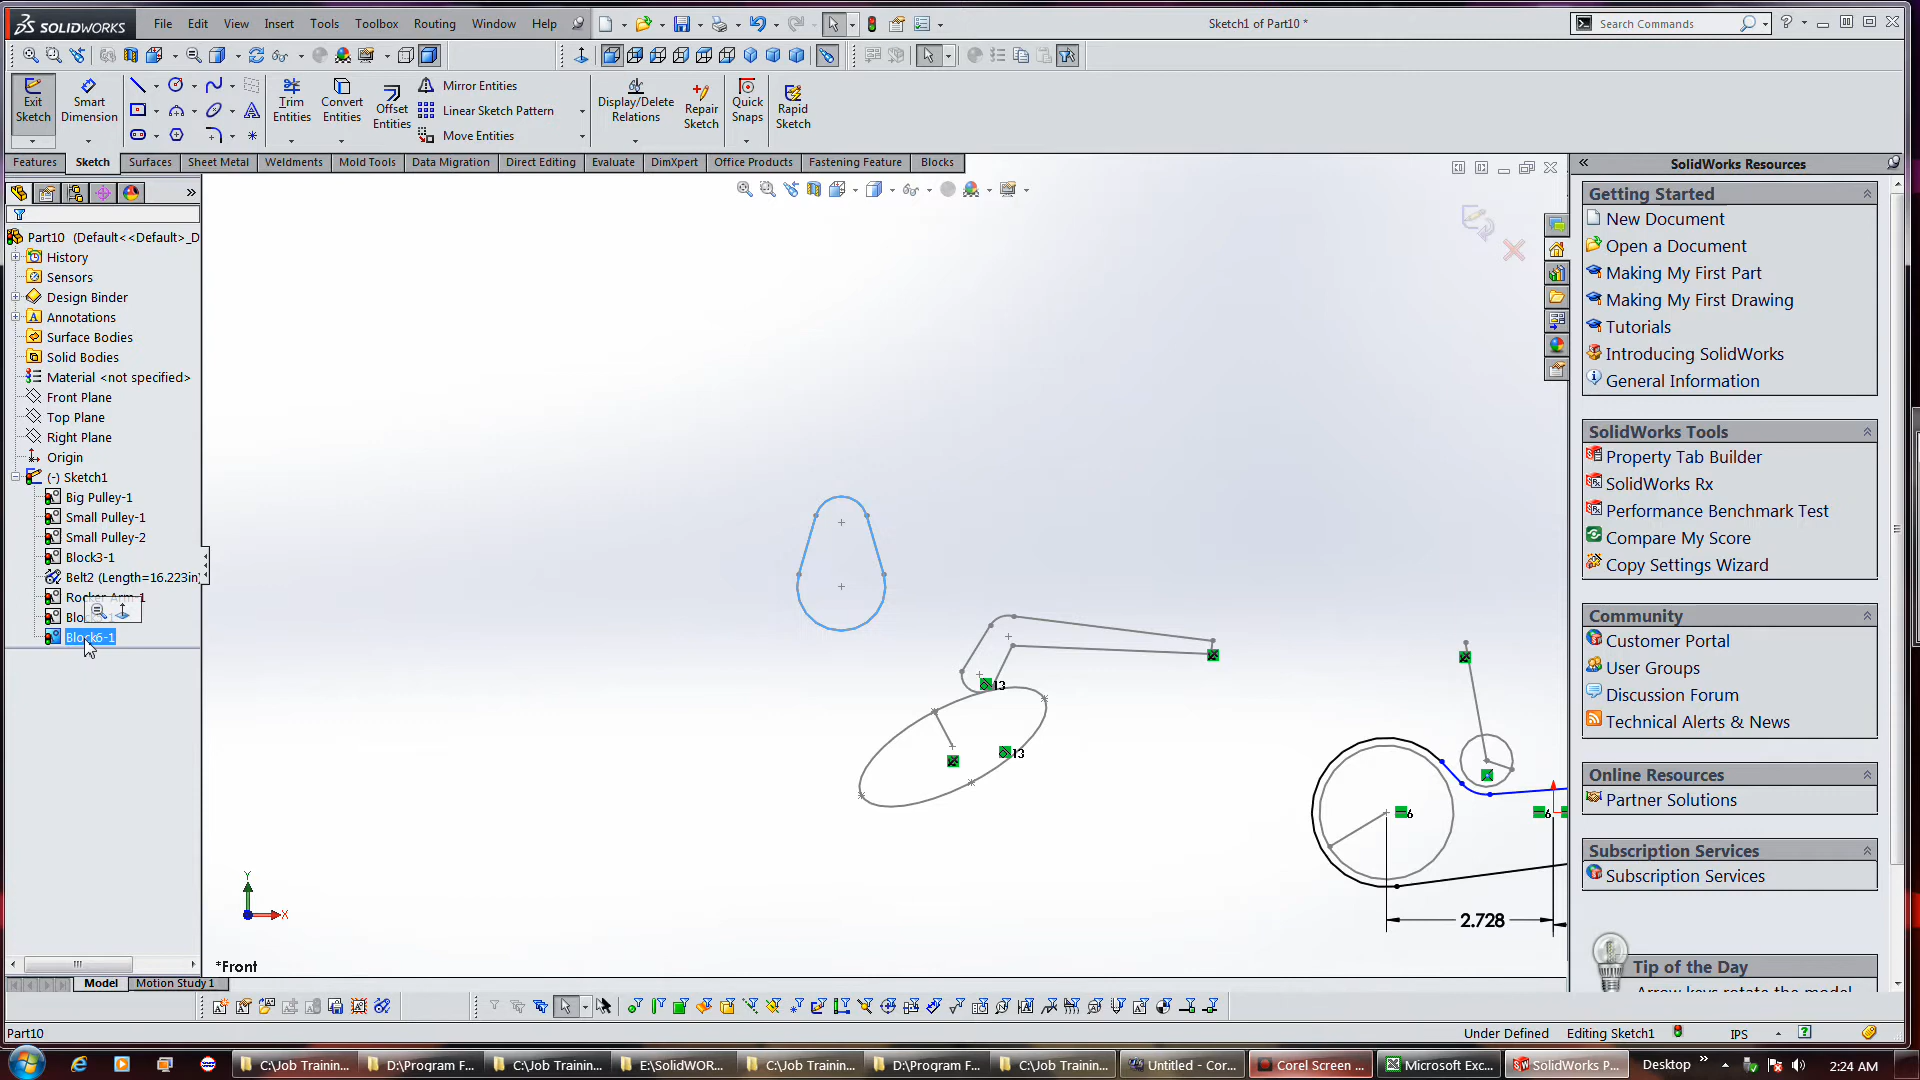 SOLIDWORKS File Edit View Insert Tools Toolbox Routing Window Help Sketch1 of Part10 * Search Commands
Exit Sketch
Smart Dimension
Trim Entities
Convert Entities
Offset Entities
Mirror Entities
Linear Sketch Pattern
Move Entities
Display/Delete Relations
Repair Sketch
Quick Snaps
Rapid Sketch
Features Sketch Surfaces Sheet Metal Weldments Mold Tools Data Migration Direct Editing Evaluate DimXpert Office Products Fastening Feature Blocks
Part10 (Default<<Default>_D
History
Sensors
Design Binder
Annotations
Surface Bodies
Solid Bodies
Material <not specified>
Front Plane
Top Plane
Right Plane
Origin
(-) Sketch1
Big Pulley-1
Small Pulley-1
Small Pulley-2
Block3-1
Belt2 (Length=16.223in)
Block6-1
13
13
6
6
2.728
Y
X
*Front
SolidWorks Resources
Getting Started
New Document
Open a Document
Making My First Part
Making My First Drawing
Tutorials
Introducing SolidWorks
General Information
SolidWorks Tools
Property Tab Builder
SolidWorks Rx
Performance Benchmark Test
Compare My Score
Copy Settings Wizard
Community
Customer Portal
User Groups
Discussion Forum
Technical Alerts & News
Online Resources
Partner Solutions
Subscription Services
Subscription Services
Tip of the Day
Arrow keys rotate the model
Model Motion Study 1
Part10 Under Defined Editing Sketch1 IPS
C:\Job Trainin... D:\Program F... C:\Job Trainin... E:\SolidWOR... C:\Job Trainin... D:\Program F... C:\Job Trainin... Untitled - Cor... Corel Screen ... Microsoft Exc... SolidWorks P... Desktop 2:24 AM